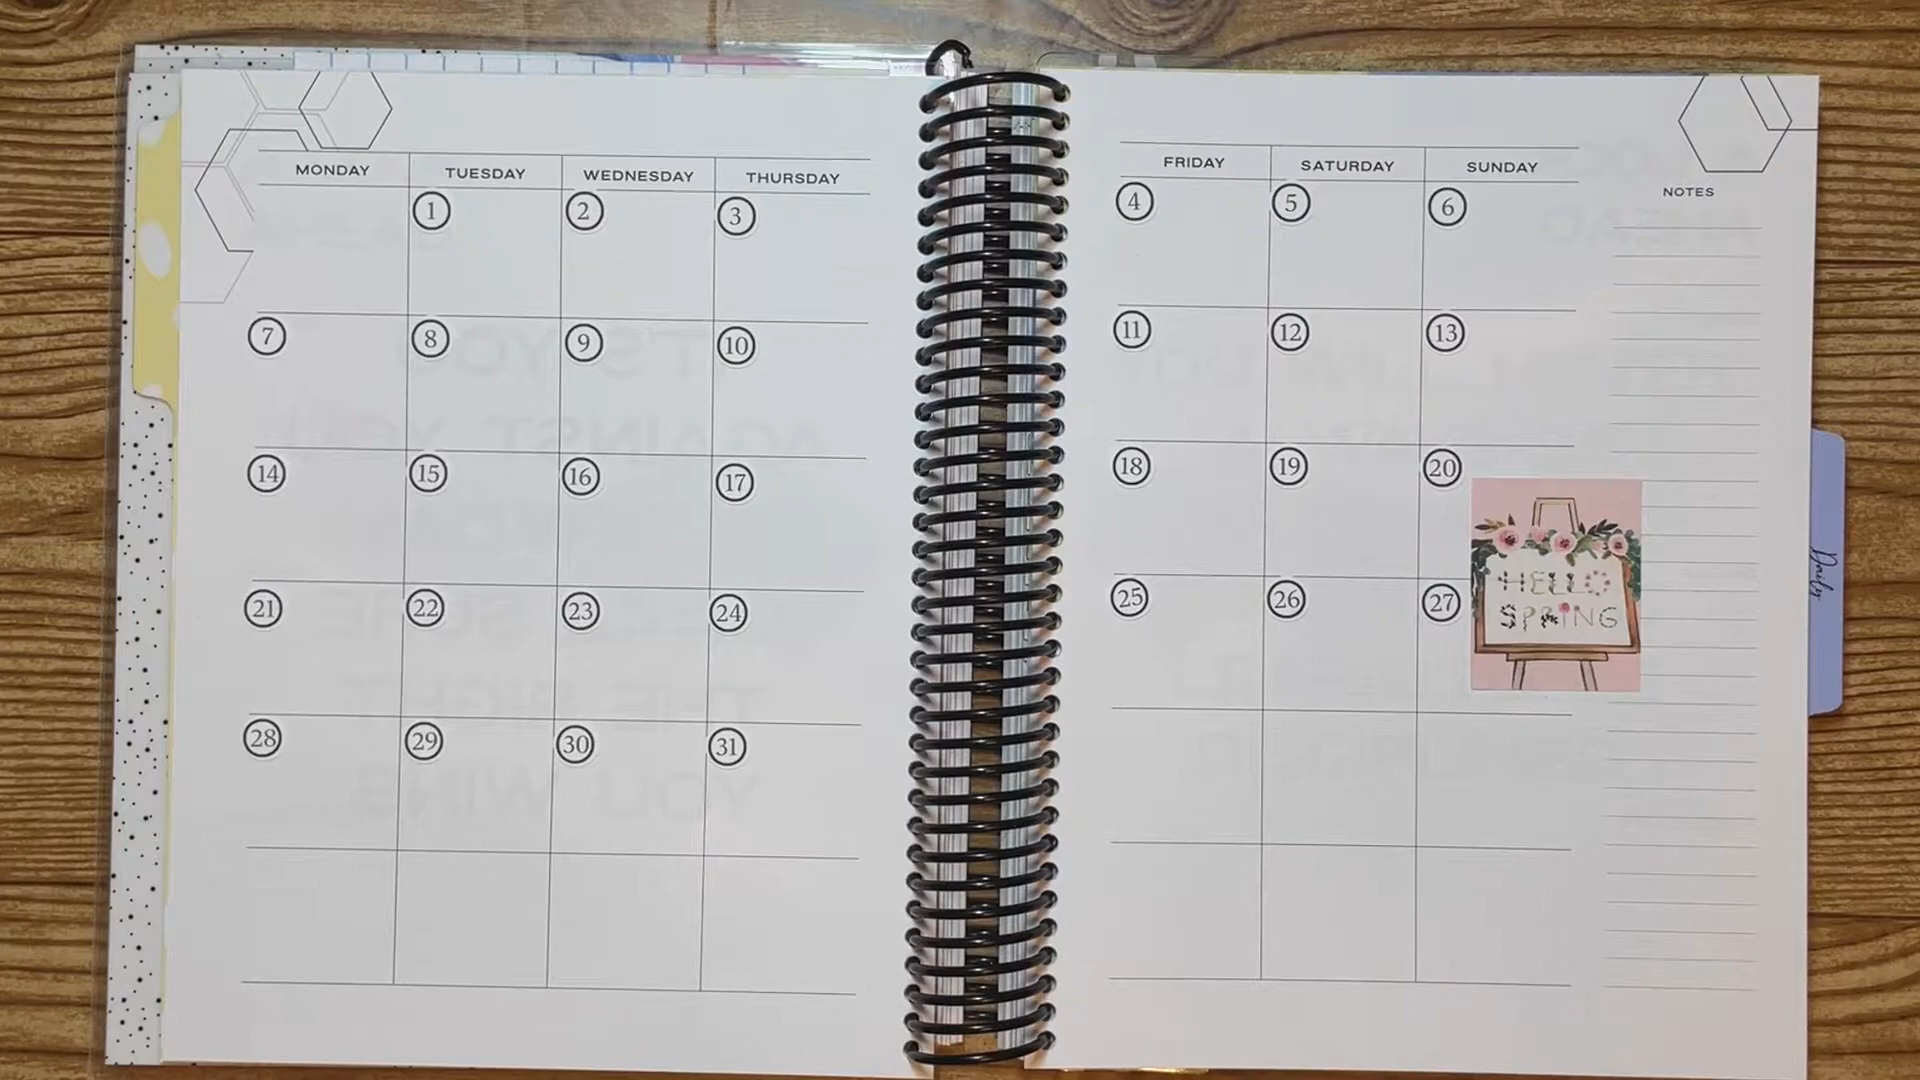 MONDAY TUESDAY WEDNESDAY THURSDAY
1 2 3
7 8 9 10
14 15 16 17
21 22 23 24
28 29 30 31
FRIDAY SATURDAY SUNDAY
4 5 6
11 12 13
18 19 20
25 26 27
NOTES
HELLO
SPRING
Daily